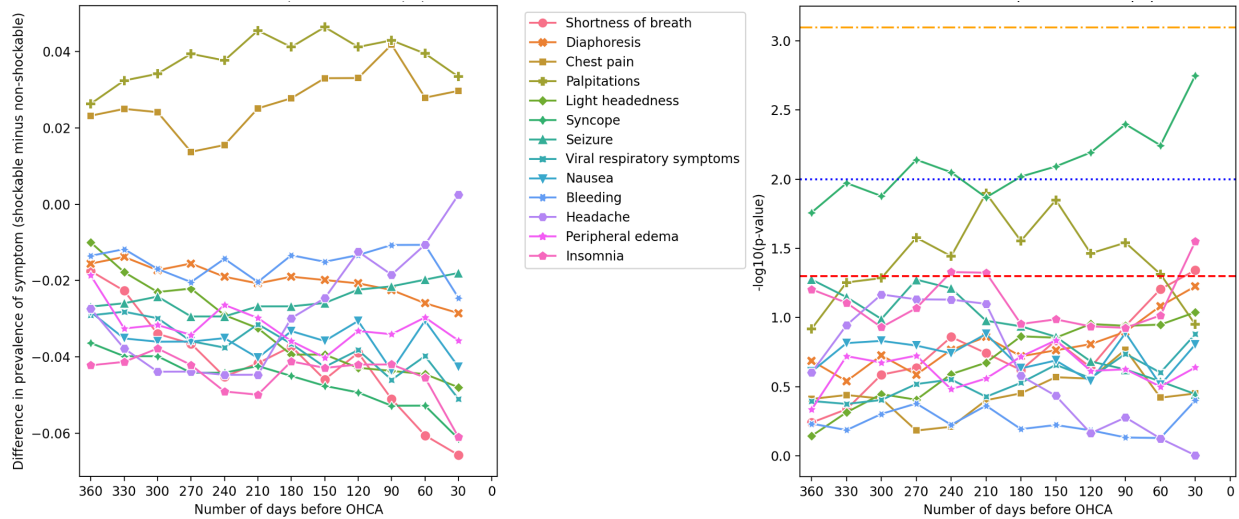 Difference in prevalence of symptom (shockable minus non-shockable)
0.04
0.02
0.00
−0.02
−0.04
−0.06
360 330 300 270 240 210 180 150 120 90 60 30 0
Number of days before OHCA
Shortness of breath
Diaphoresis
Chest pain
Palpitations
Light headedness
Syncope
Seizure
Viral respiratory symptoms
Nausea
Bleeding
Headache
Peripheral edema
Insomnia
-log10(p-value)
3.0
2.5
2.0
1.5
1.0
0.5
0.0
360 330 300 270 240 210 180 150 120 90 60 30 0
Number of days before OHCA